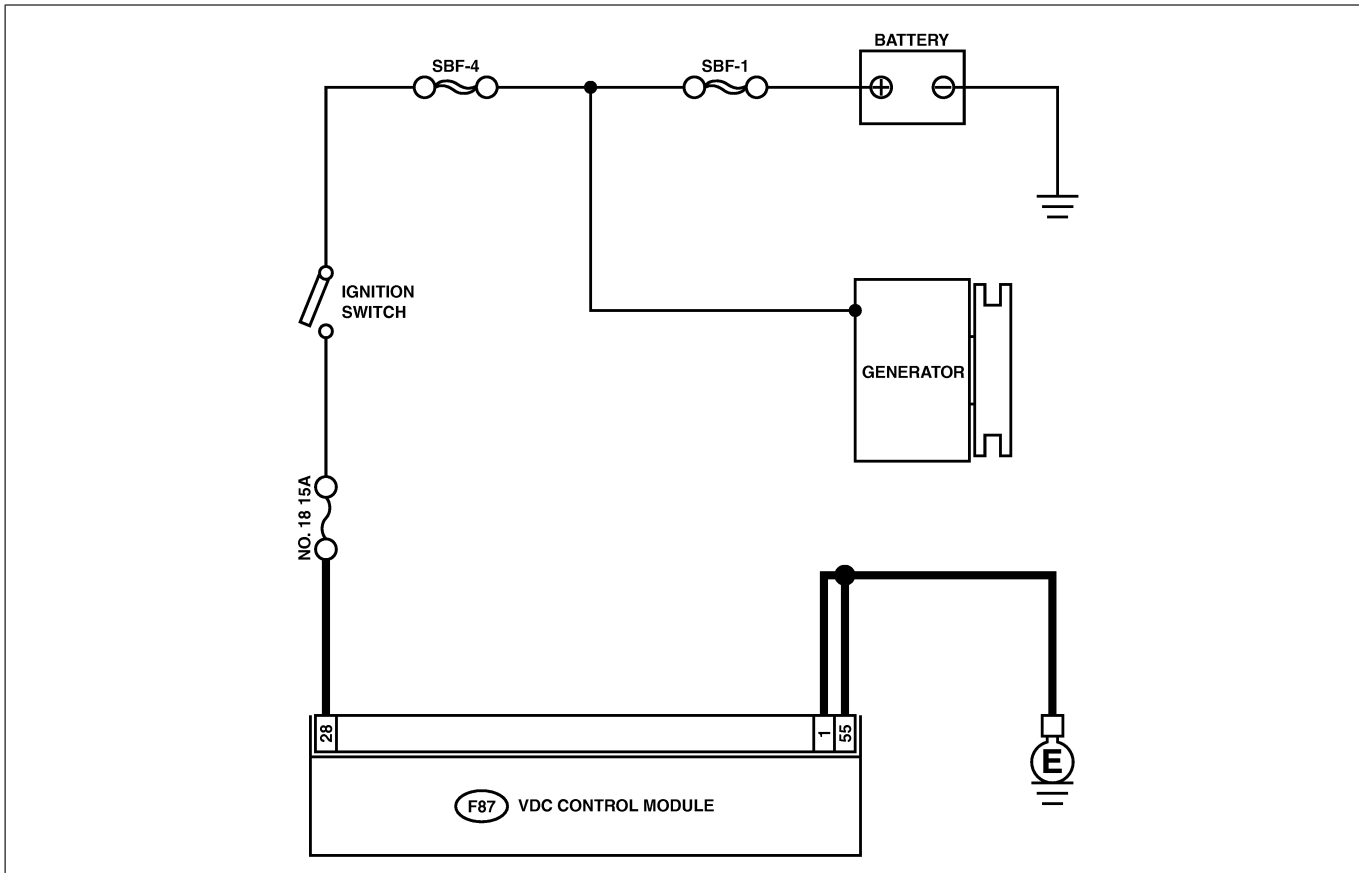 BATTERY
SBF-4
SBF-1
+
−
IGNITION
SWITCH
GENERATOR
NO. 18 15A
28
1
55
E
F87 VDC CONTROL MODULE